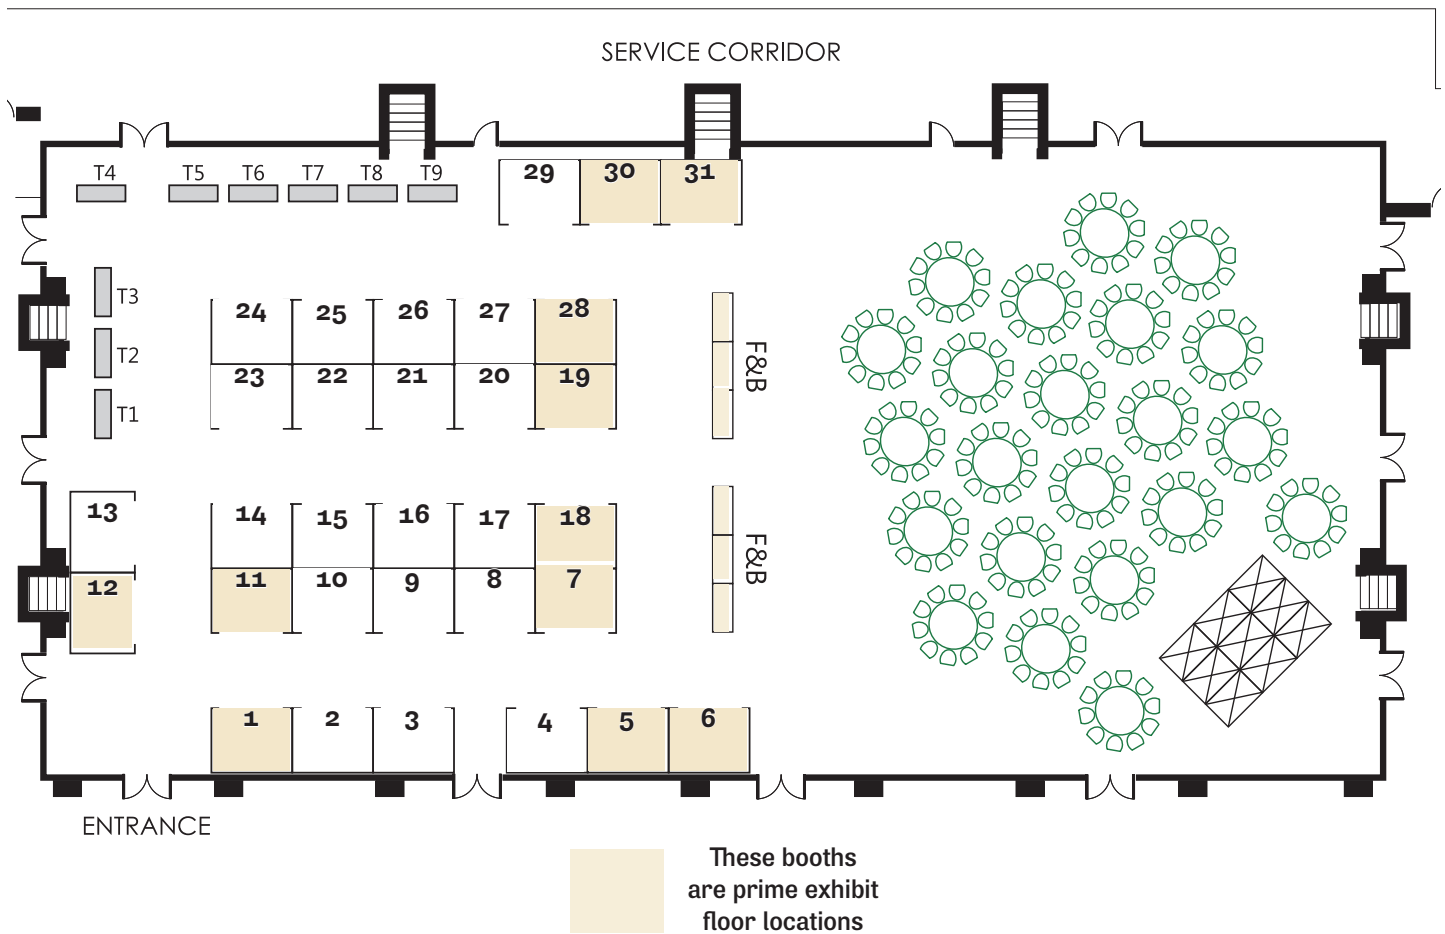 SERVICE CORRIDOR
T4 T5 T6 T7 T8 T9 29 30 31
T3
T2
T1
24 25 26 27 28
23 22 21 20 19
F&B
13
12
14 15 16 17 18
11 10 9 8 7
F&B
1 2 3 4 5 6
ENTRANCE
These booths
are prime exhibit
floor locations